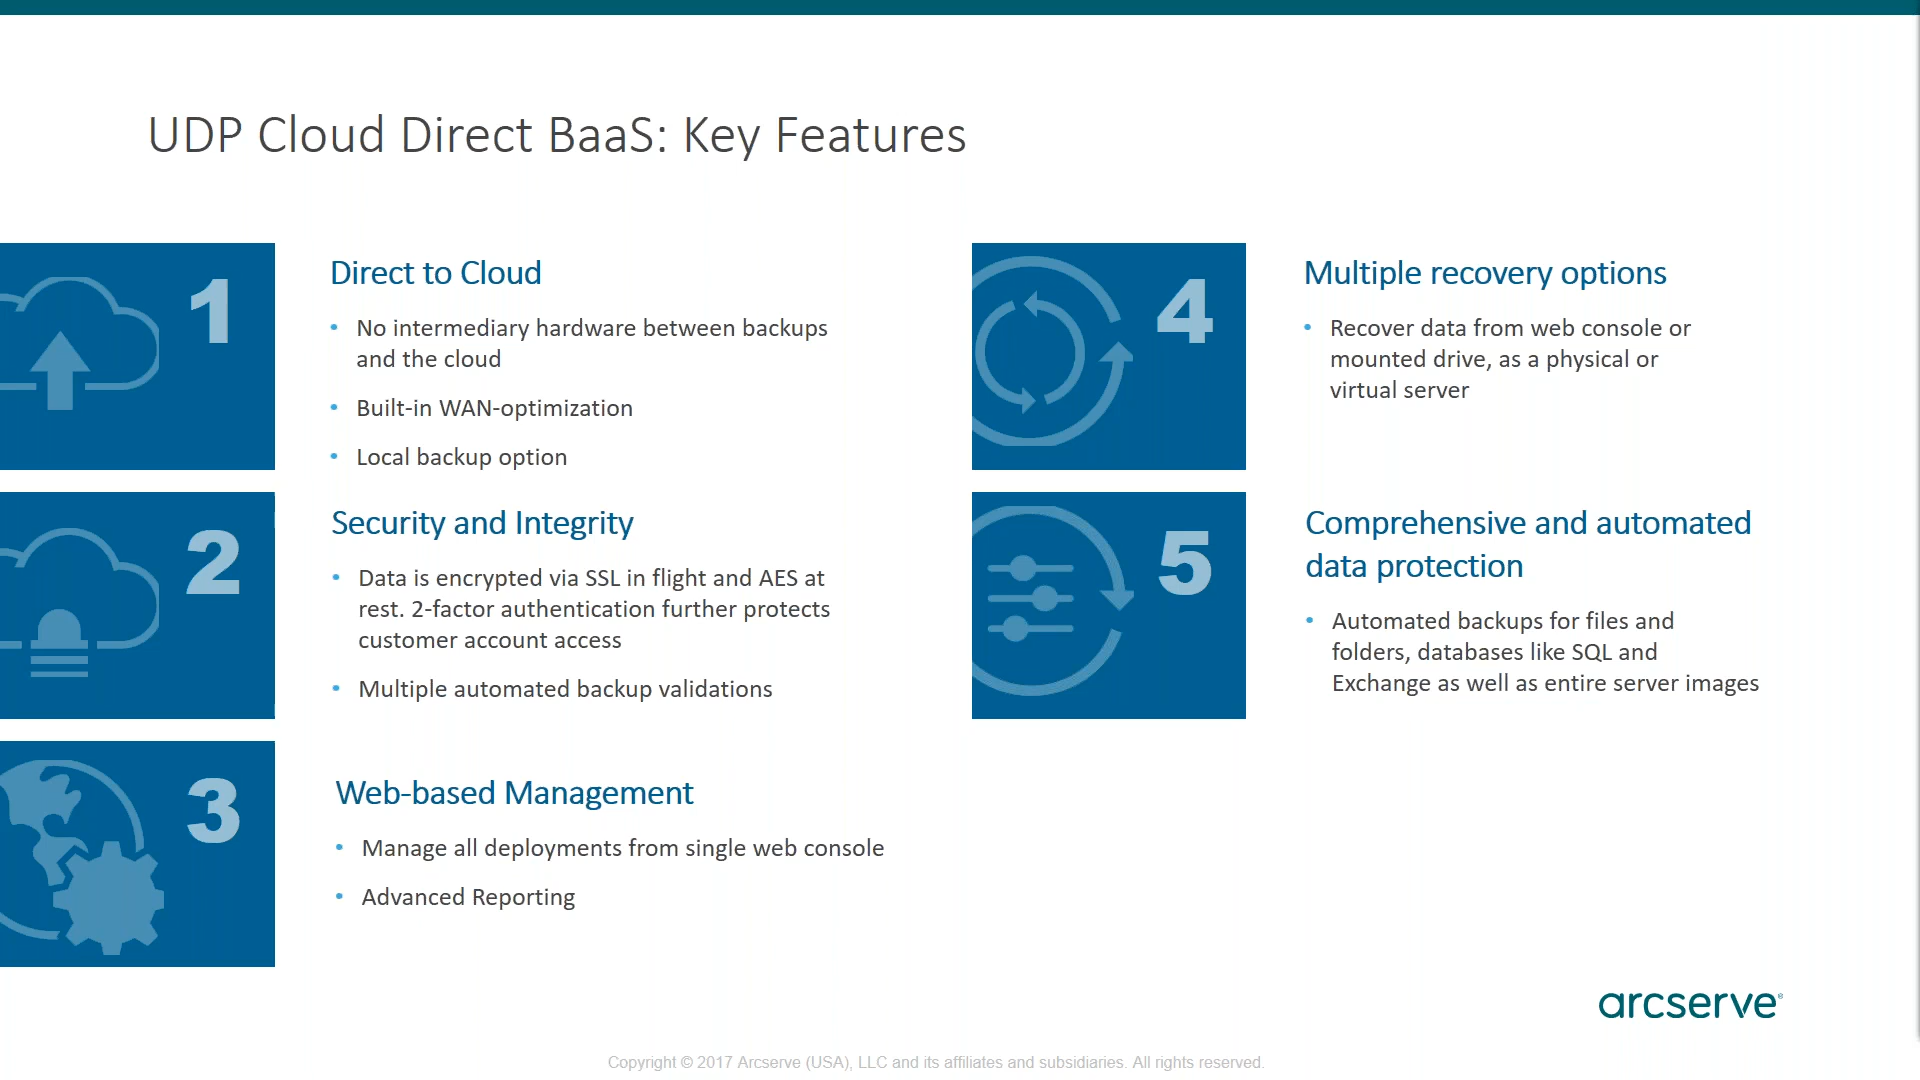 UDP Cloud Direct BaaS: Key Features
1
Direct to Cloud
• No intermediary hardware between backups
and the cloud
• Built-in WAN-optimization
• Local backup option
2
Security and Integrity
• Data is encrypted via SSL in flight and AES at
rest. 2-factor authentication further protects
customer account access
• Multiple automated backup validations
3
Web-based Management
• Manage all deployments from single web console
• Advanced Reporting
4
Multiple recovery options
• Recover data from web console or
mounted drive, as a physical or
virtual server
5
Comprehensive and automated
data protection
• Automated backups for files and
folders, databases like SQL and
Exchange as well as entire server images
arcserve®
Copyright © 2017 Arcserve (USA), LLC and its affiliates and subsidiaries. All rights reserved.